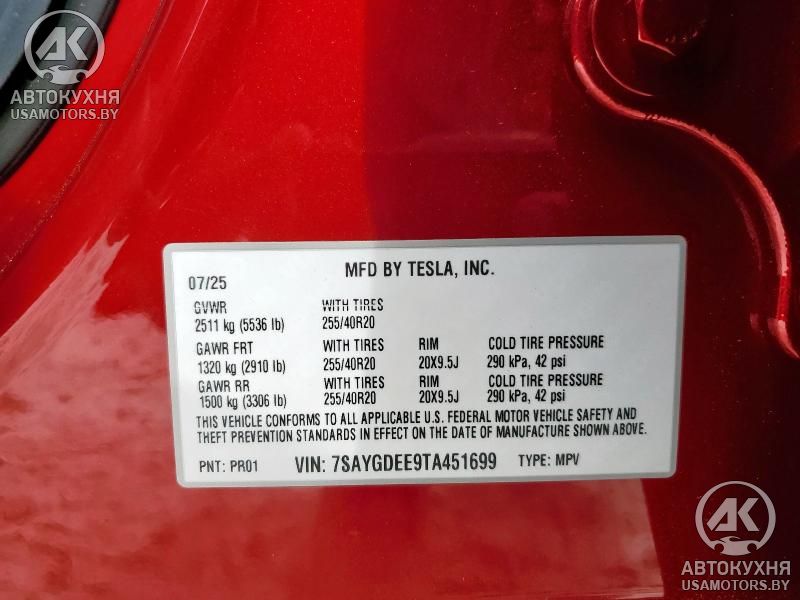 AK
АВТОКУХНЯ
USAMOTORS.BY
MFD BY TESLA, INC.
07/25
GVWR WITH TIRES
2511 kg (5536 lb) 255/40R20
GAWR FRT WITH TIRES RIM COLD TIRE PRESSURE
1320 kg (2910 lb) 255/40R20 20X9.5J 290 kPa, 42 psi
GAWR RR WITH TIRES RIM COLD TIRE PRESSURE
1500 kg (3306 lb) 255/40R20 20X9.5J 290 kPa, 42 psi
THIS VEHICLE CONFORMS TO ALL APPLICABLE U.S. FEDERAL MOTOR VEHICLE SAFETY AND
THEFT PREVENTION STANDARDS IN EFFECT ON THE DATE OF MANUFACTURE SHOWN ABOVE.
PNT: PR01 VIN: 7SAYGDEE9TA451699 TYPE: MPV
AK
АВТОКУХНЯ
USAMOTORS.BY